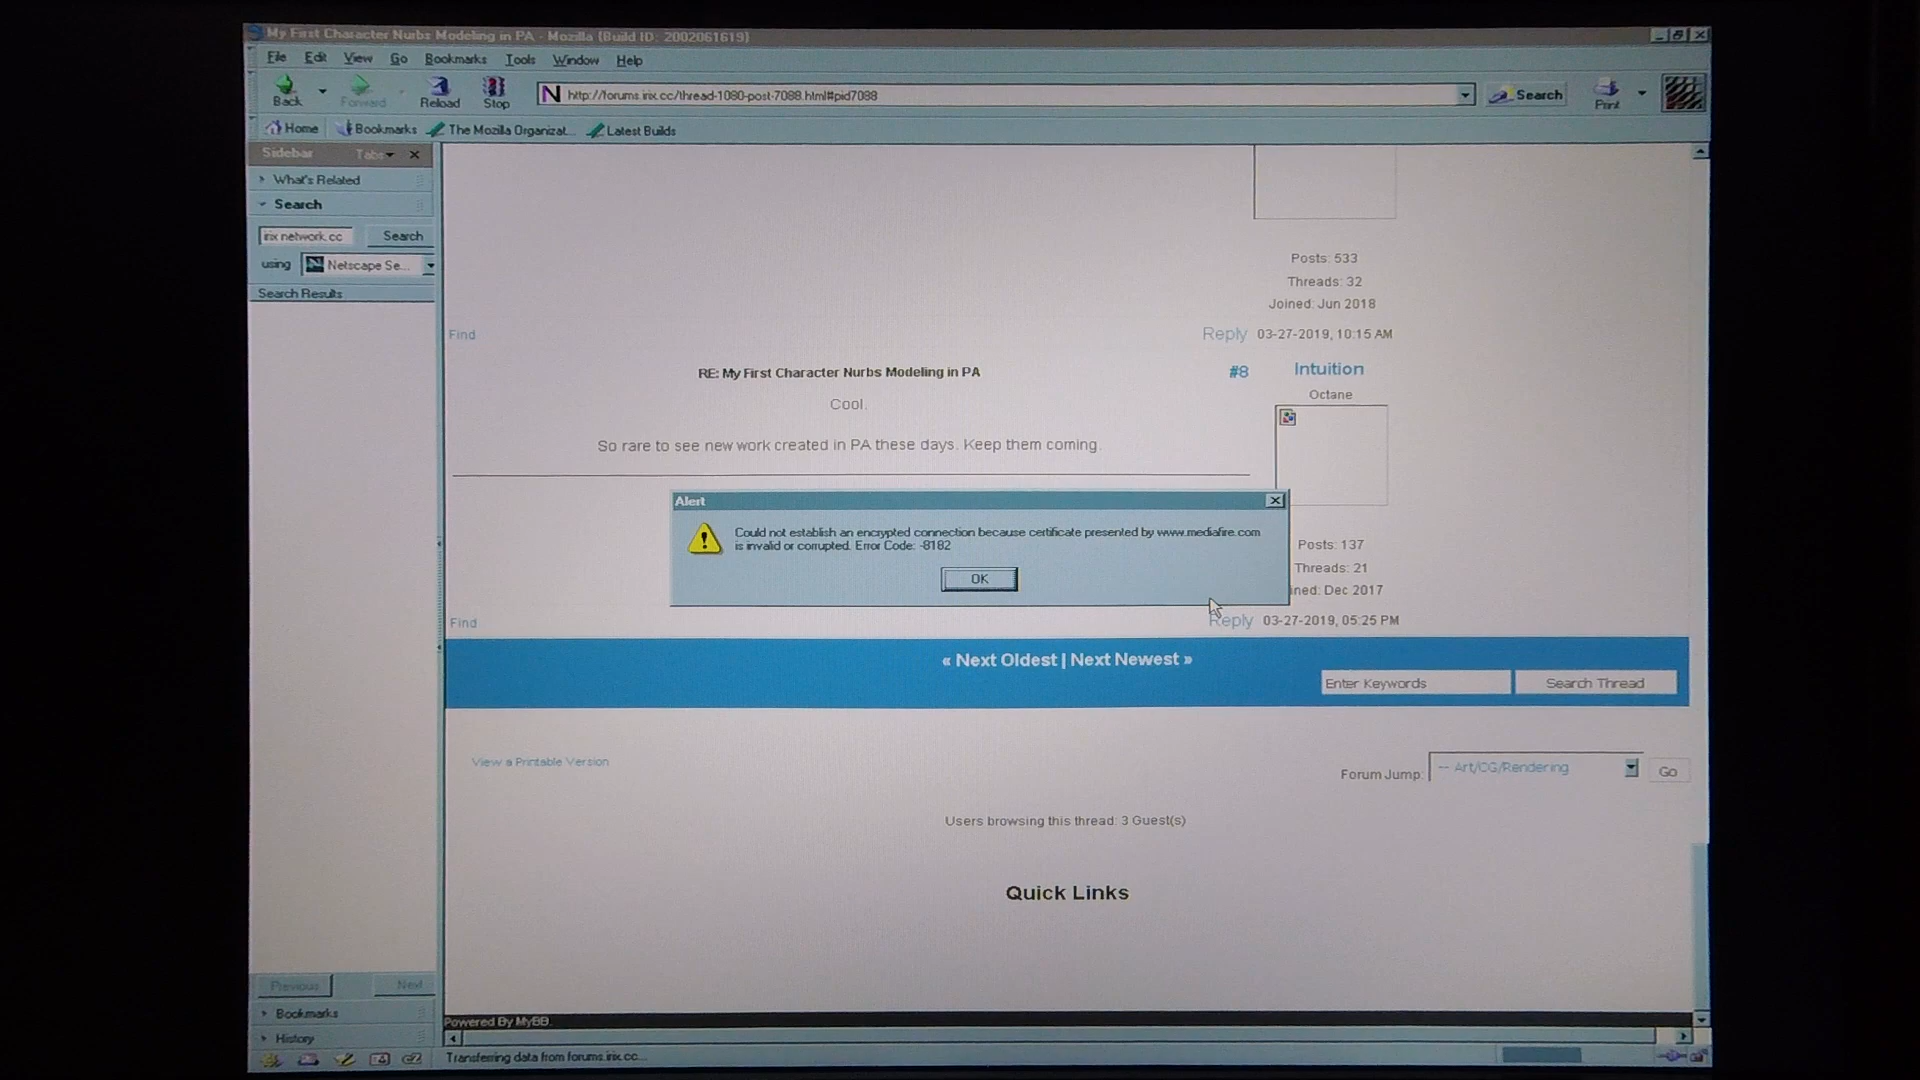 My First Character Nurbs Modeling in PA - Mozilla {Build ID: 2002061619}
File Edit View Go Bookmarks Tools Window Help
Back Forward Reload Stop http://forums.irix.cc/thread-1080-post-7088.html#pid7088 Search Print
Home Bookmarks The Mozilla Organizat... Latest Builds
Sidebar Tabs
What's Related
Search
irix network.cc Search
using Netscape Se...
Search Results
Posts: 533
Threads: 32
Joined: Jun 2018
Find Reply 03-27-2019, 10:15 AM
RE: My First Character Nurbs Modeling in PA #8 Intuition
Octane
Cool.
So rare to see new work created in PA these days. Keep them coming.
Alert
Could not establish an encrypted connection because certificate presented by www.mediafire.com
is invalid or corrupted. Error Code: -8182
OK
Posts: 137
Threads: 21
ined: Dec 2017
Find Reply 03-27-2019, 05:25 PM
« Next Oldest | Next Newest »
Enter Keywords Search Thread
View a Printable Version
Forum Jump: -- Art/CG/Rendering Go
Users browsing this thread: 3 Guest(s)
Quick Links
Previous Next
Bookmarks
Powered By MyBB.
History
Transferring data from forums.irix.cc...